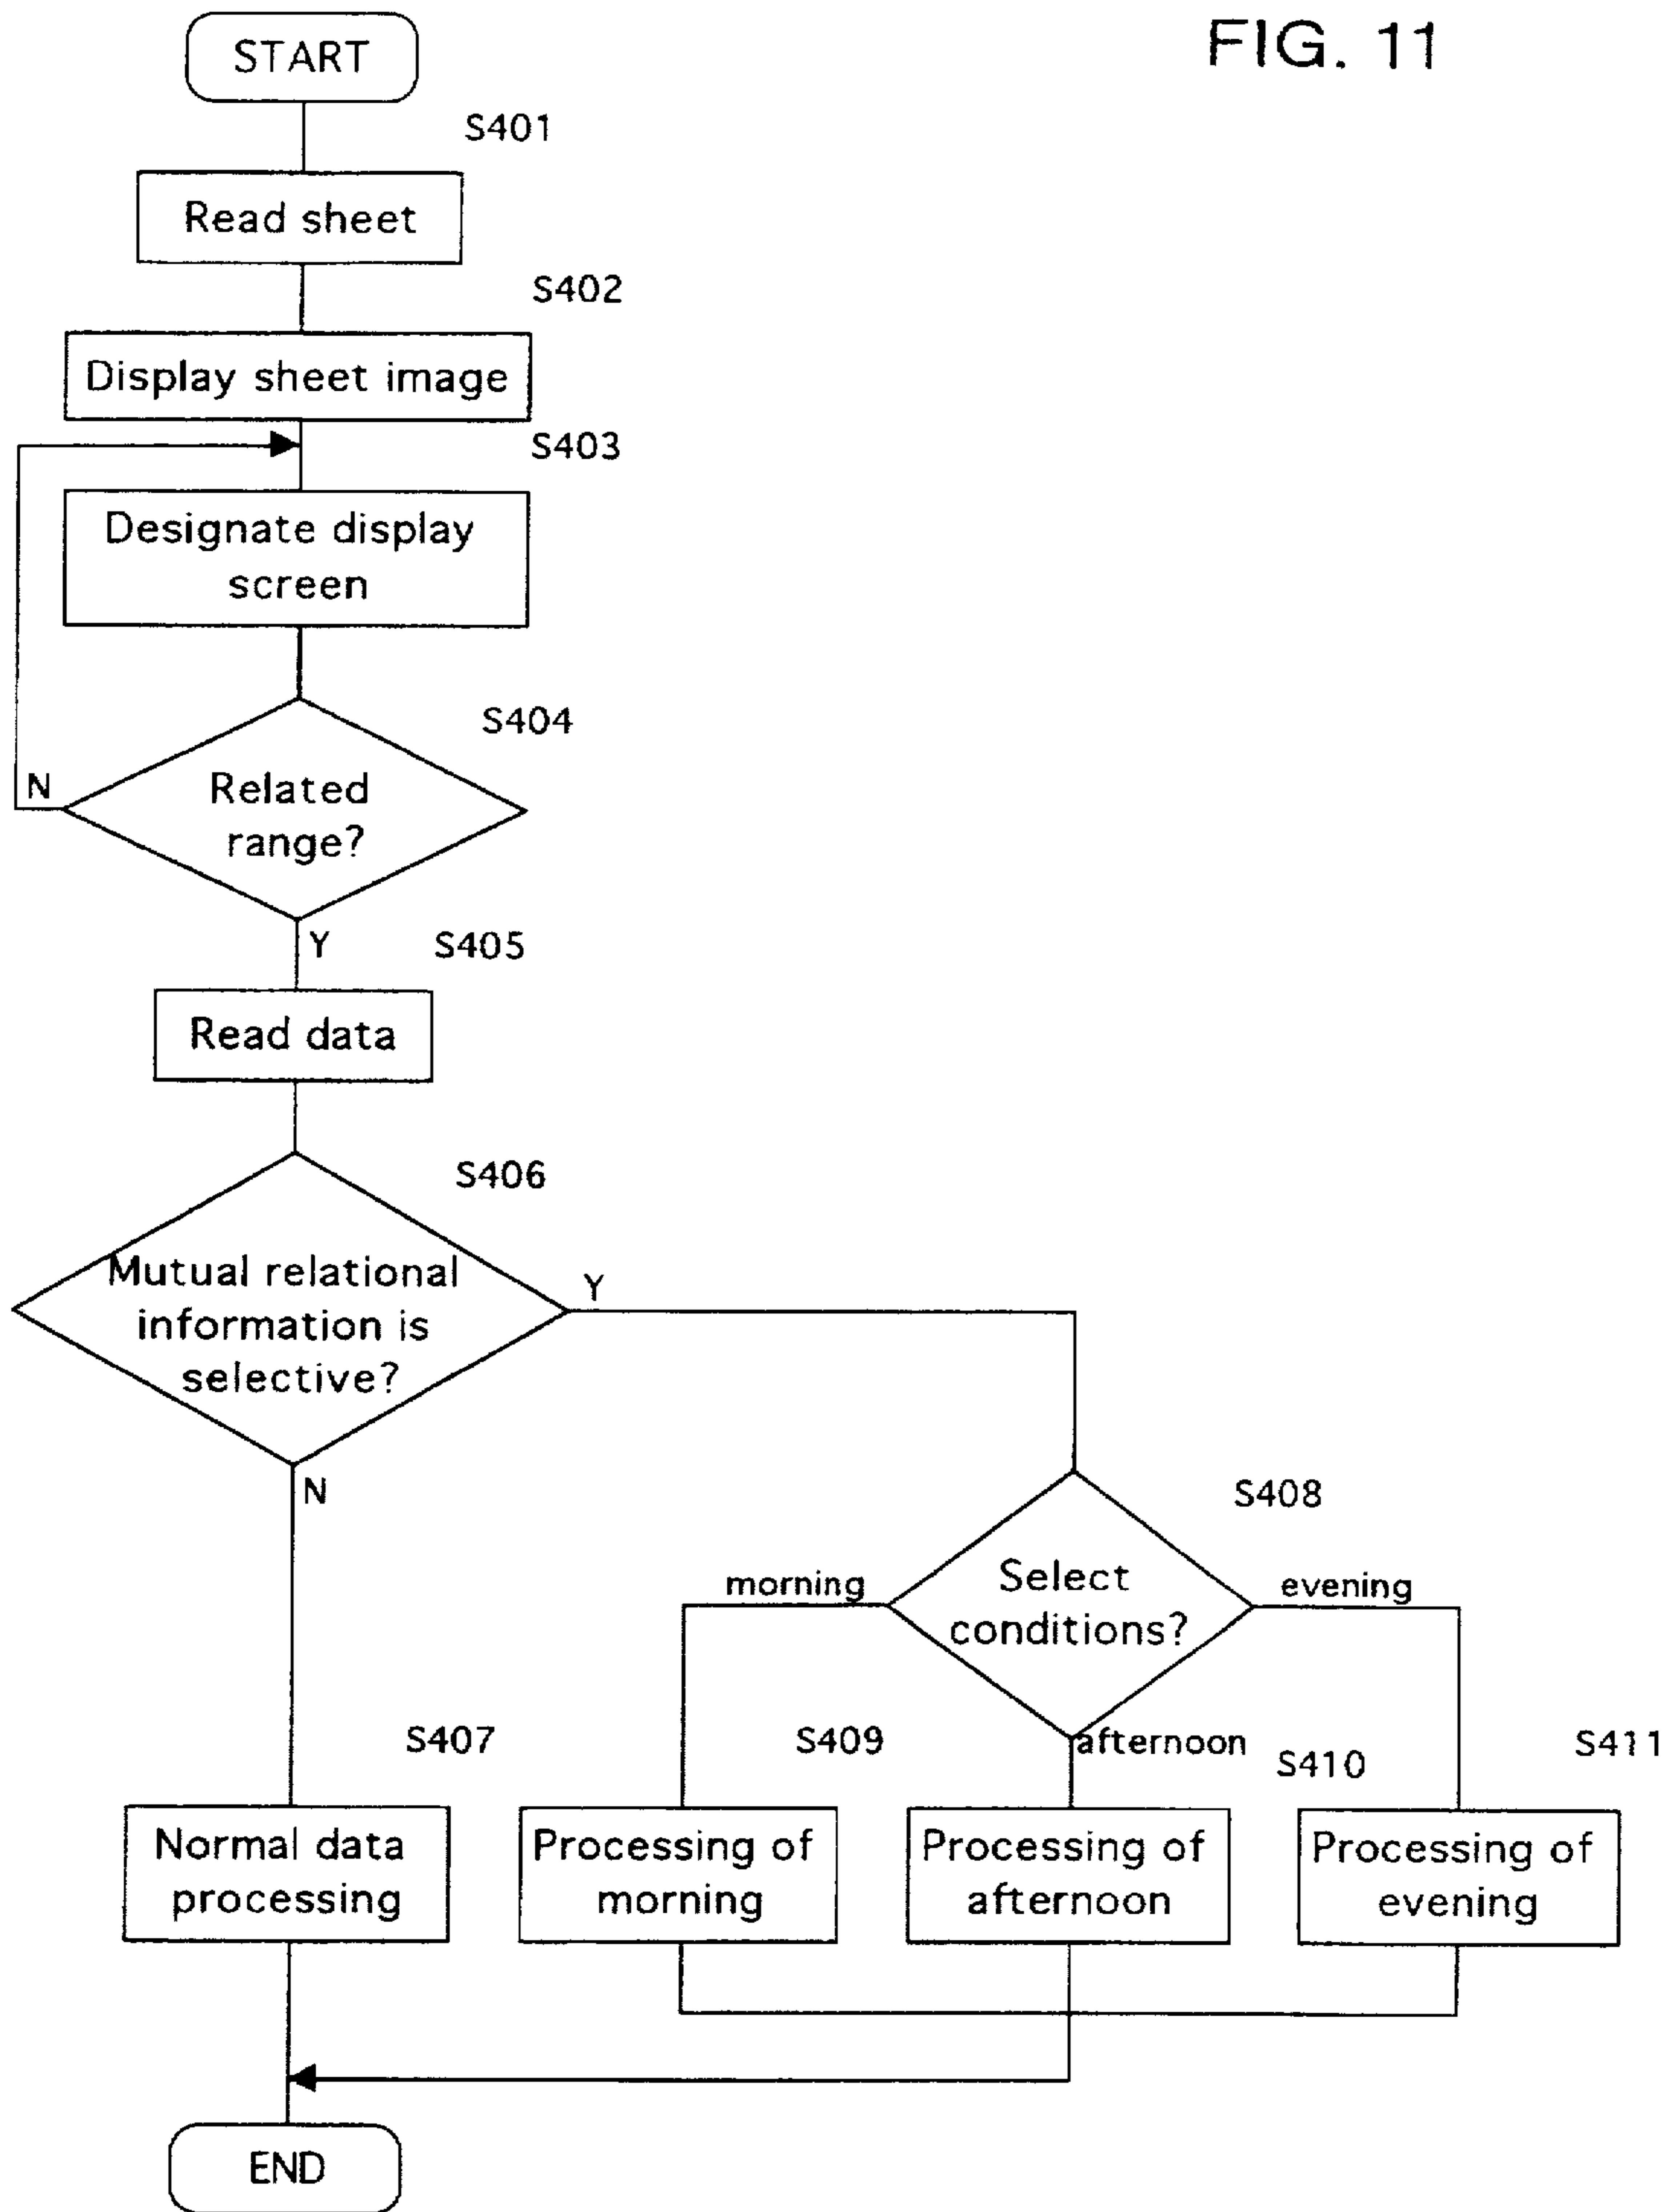 FIG. 11
START
S401
Read sheet
S402
Display sheet image
S403
Designate display
screen
S404
Related
range?
N
Y
S405
Read data
S406
Mutual relational
information is
selective?
Y
N
S408
Select
conditions?
morning
evening
afternoon
S407
Normal data
processing
S409
Processing of
morning
S410
Processing of
afternoon
S411
Processing of
evening
END